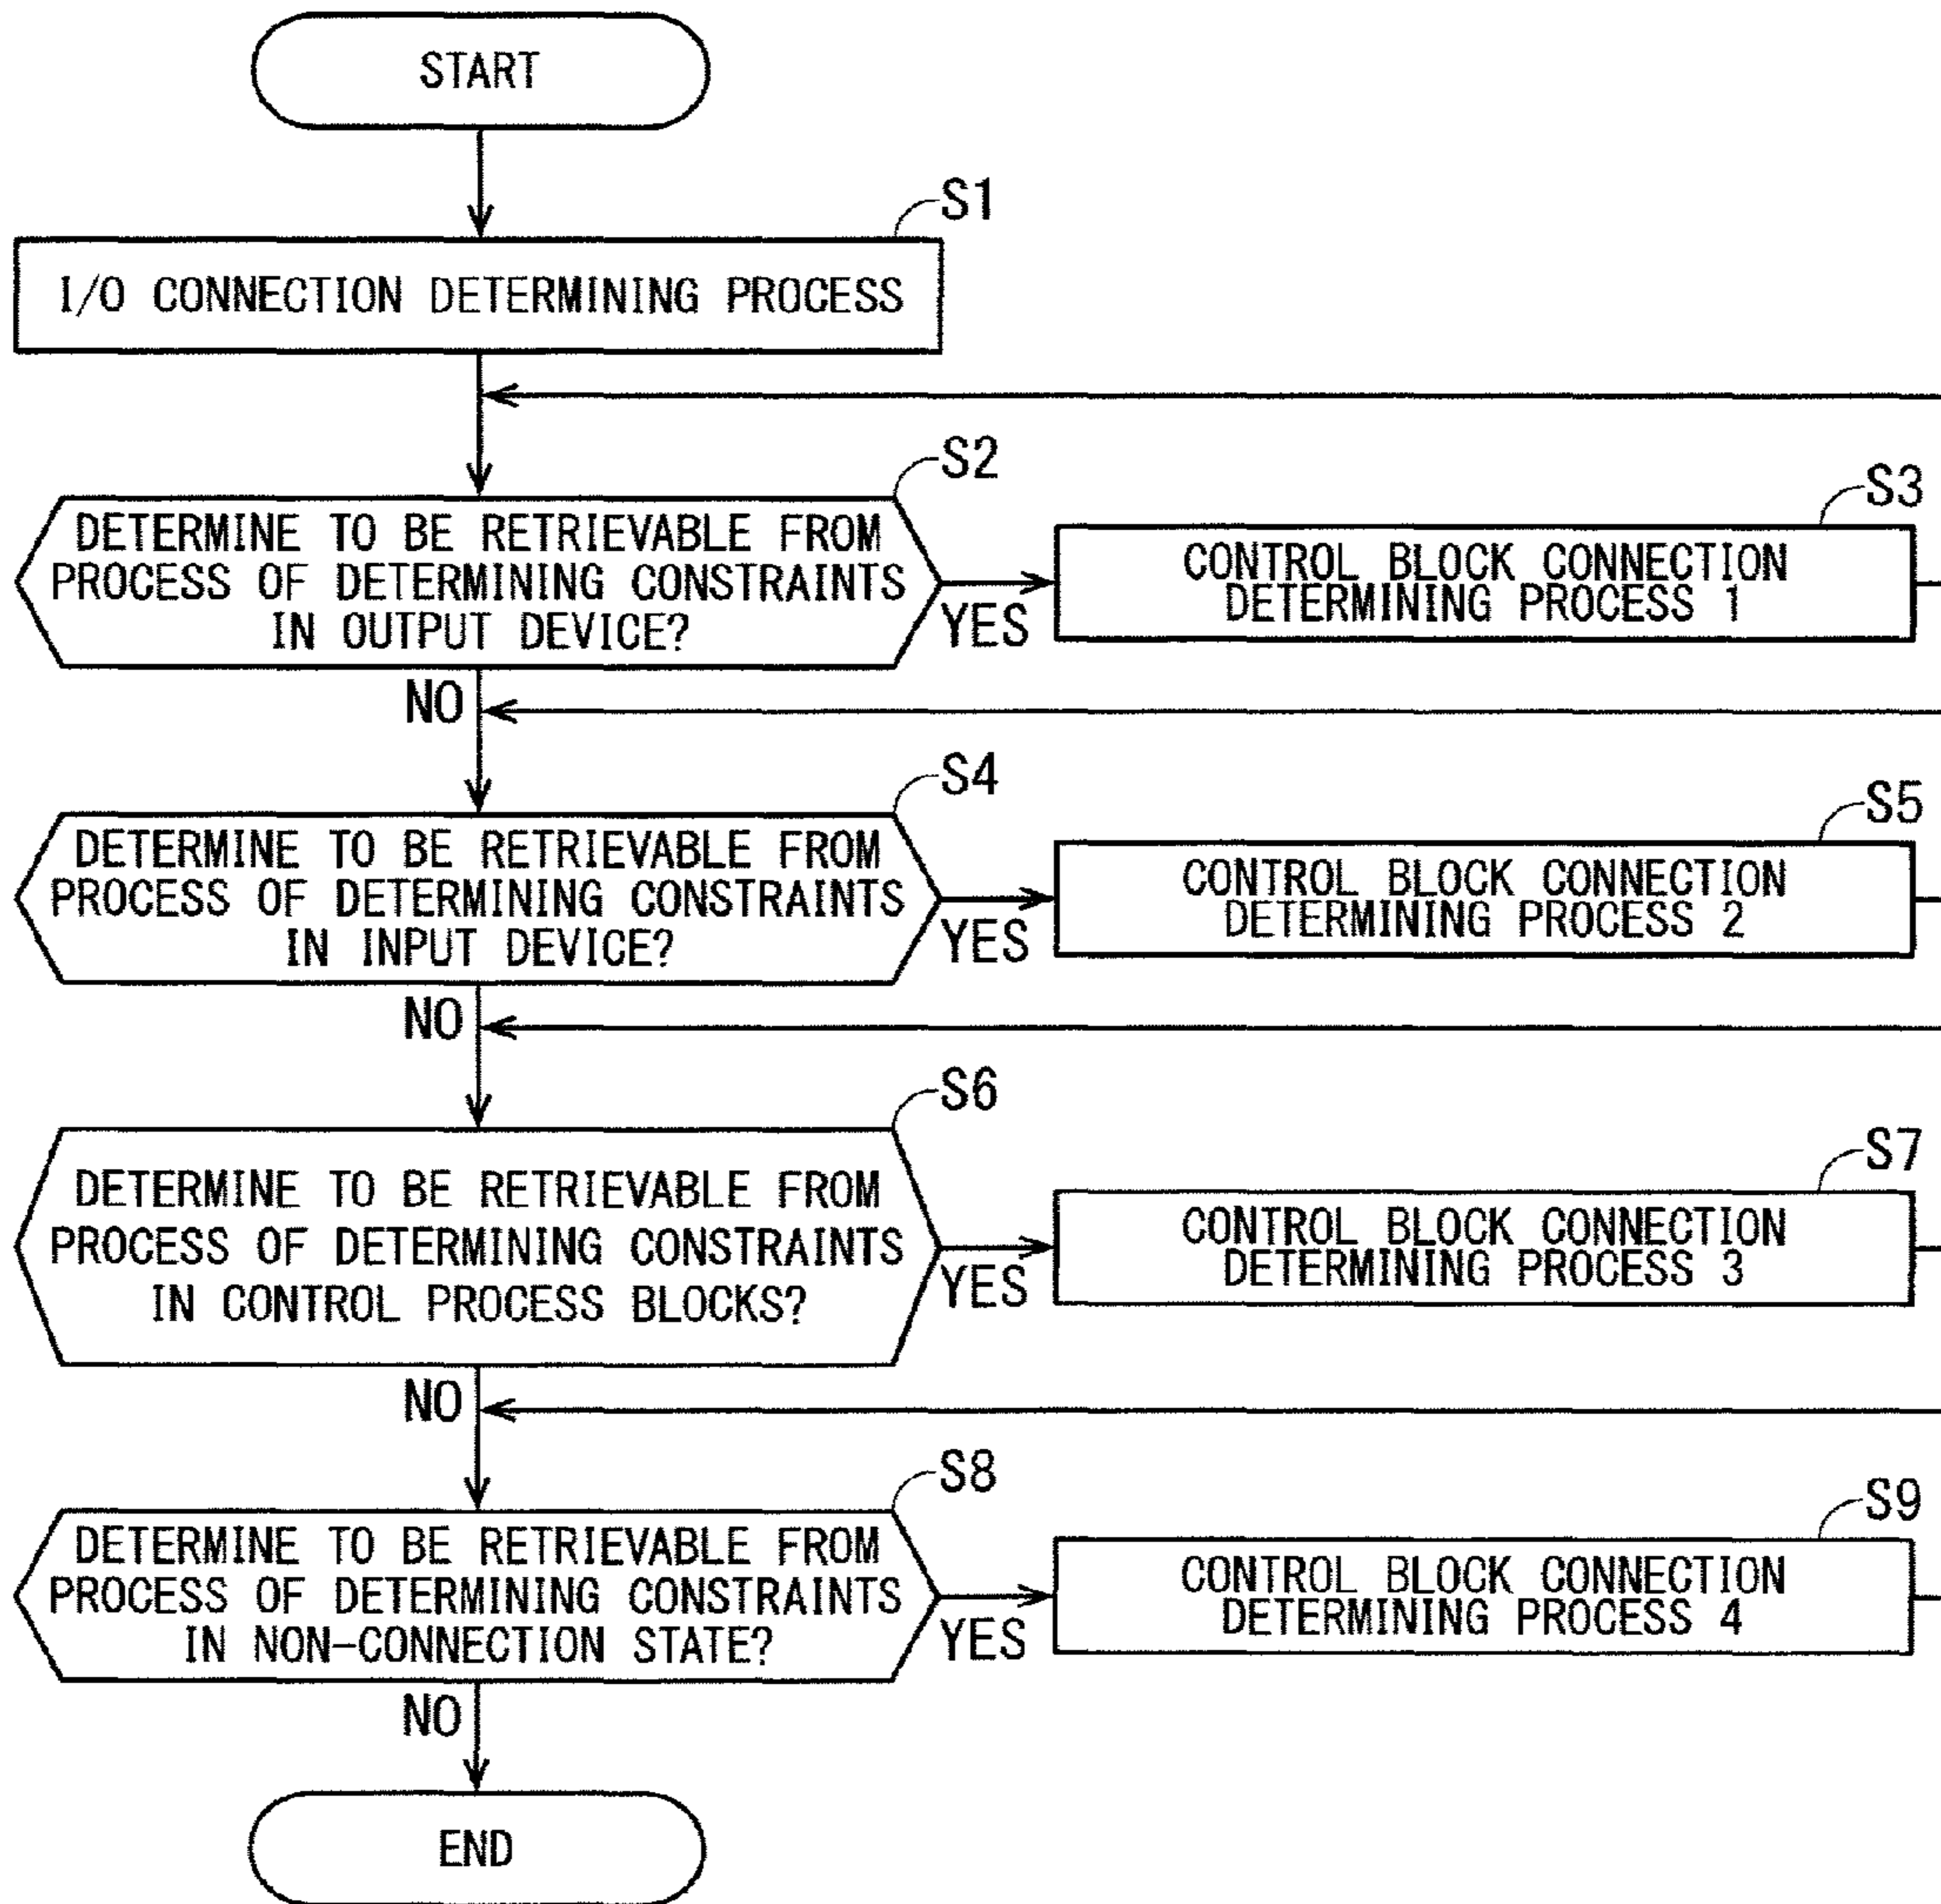 START
S1
I/O CONNECTION DETERMINING PROCESS
S2
DETERMINE TO BE RETRIEVABLE FROM
PROCESS OF DETERMINING CONSTRAINTS
IN OUTPUT DEVICE?
YES
S3
CONTROL BLOCK CONNECTION
DETERMINING PROCESS 1
NO
S4
DETERMINE TO BE RETRIEVABLE FROM
PROCESS OF DETERMINING CONSTRAINTS
IN INPUT DEVICE?
YES
S5
CONTROL BLOCK CONNECTION
DETERMINING PROCESS 2
NO
S6
DETERMINE TO BE RETRIEVABLE FROM
PROCESS OF DETERMINING CONSTRAINTS
IN CONTROL PROCESS BLOCKS?
YES
S7
CONTROL BLOCK CONNECTION
DETERMINING PROCESS 3
NO
S8
DETERMINE TO BE RETRIEVABLE FROM
PROCESS OF DETERMINING CONSTRAINTS
IN NON-CONNECTION STATE?
YES
S9
CONTROL BLOCK CONNECTION
DETERMINING PROCESS 4
NO
END